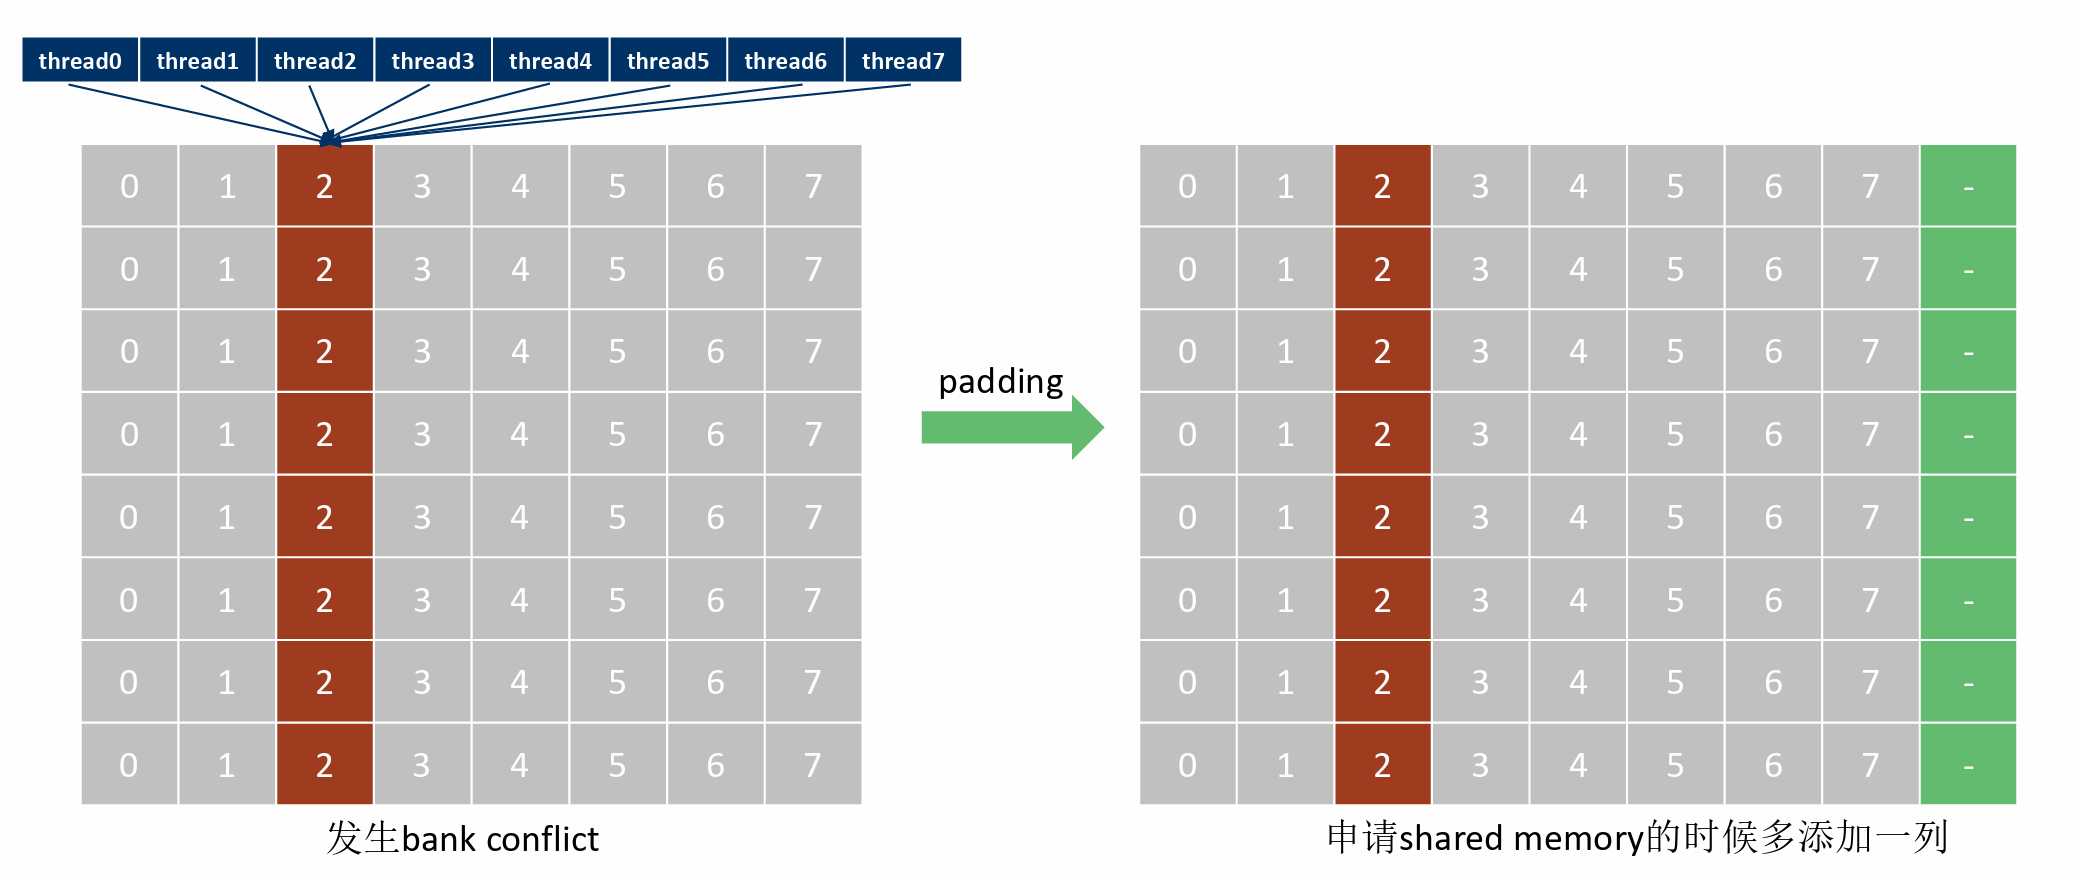 thread0 thread1 thread2 thread3 thread4 thread5 thread6 thread7
0 1 2 3 4 5 6 7
0 1 2 3 4 5 6 7
0 1 2 3 4 5 6 7
0 1 2 3 4 5 6 7
0 1 2 3 4 5 6 7
0 1 2 3 4 5 6 7
0 1 2 3 4 5 6 7
0 1 2 3 4 5 6 7
发生bank conflict
padding
0 1 2 3 4 5 6 7 -
0 1 2 3 4 5 6 7 -
0 1 2 3 4 5 6 7 -
0 1 2 3 4 5 6 7 -
0 1 2 3 4 5 6 7 -
0 1 2 3 4 5 6 7 -
0 1 2 3 4 5 6 7 -
0 1 2 3 4 5 6 7 -
申请shared memory的时候多添加一列